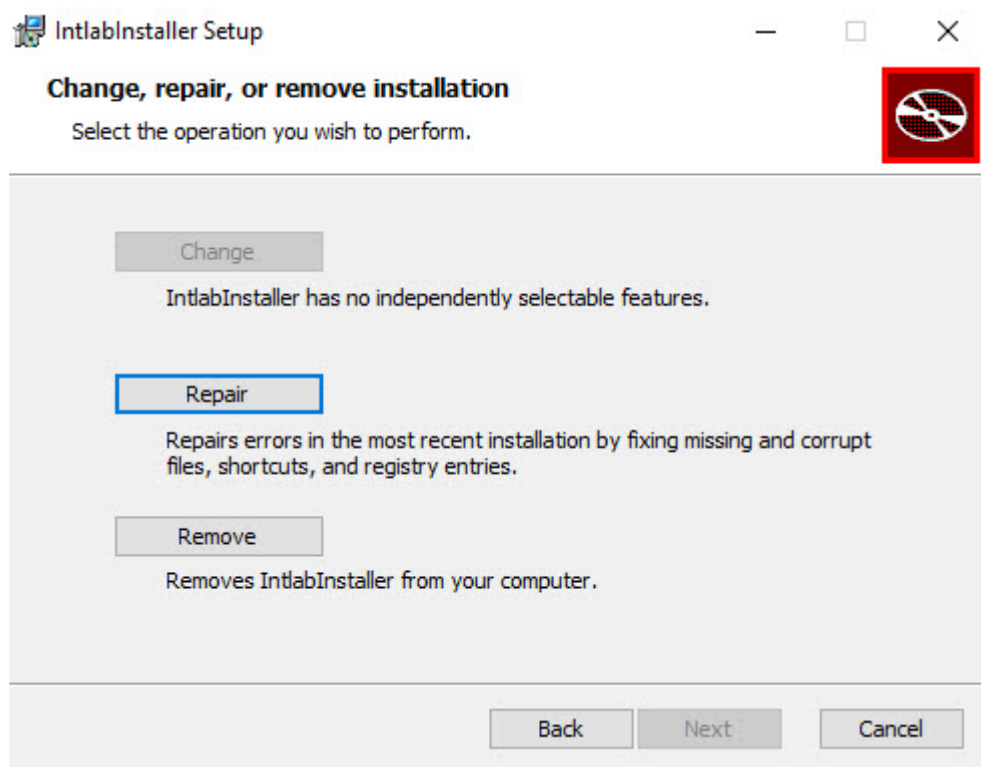 IntlabInstaller Setup
Change, repair, or remove installation
Select the operation you wish to perform.
Change
IntlabInstaller has no independently selectable features.
Repair
Repairs errors in the most recent installation by fixing missing and corrupt
files, shortcuts, and registry entries.
Remove
Removes IntlabInstaller from your computer.
Back
Next
Cancel